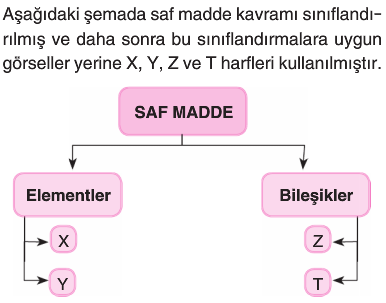 Aşağıdaki şemada saf madde kavramı sınıflandı-
rılmış ve daha sonra bu sınıflandırmalara uygun
görseller yerine X, Y, Z ve T harfleri kullanılmıştır.
SAF MADDE
Elementler
X
Y
Bileşikler
Z
T